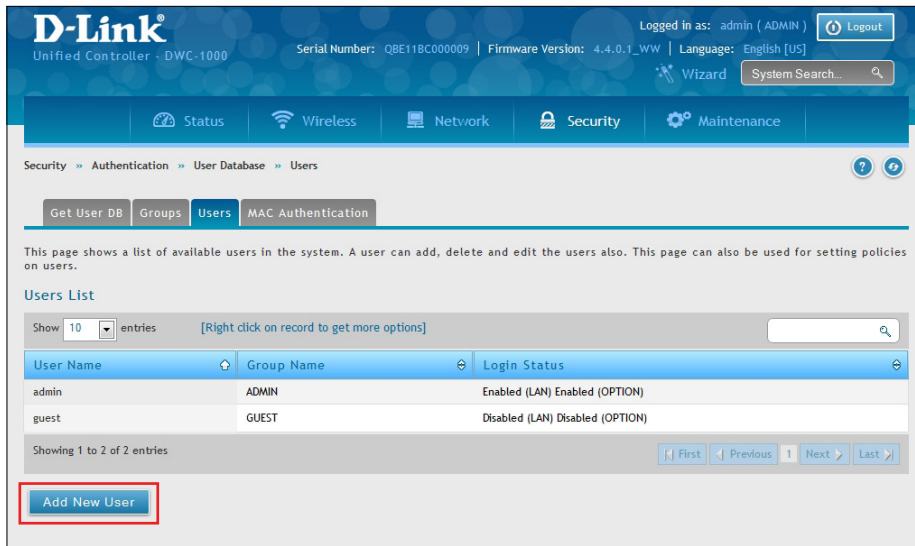 D-Link®
Unified Controller - DWC-1000
Logged in as: admin ( ADMIN )
Logout
Serial Number: QBE11BC000009 | Firmware Version: 4.4.0.1_WW | Language: English [US]
Wizard
System Search...
Status
Wireless
Network
Security
Maintenance
Security » Authentication » User Database » Users
?
Get User DB
Groups
Users
MAC Authentication
This page shows a list of available users in the system. A user can add, delete and edit the users also. This page can also be used for setting policies
on users.
Users List
Show 10 entries
[Right click on record to get more options]
User Name Group Name Login Status
admin ADMIN Enabled (LAN) Enabled (OPTION)
guest GUEST Disabled (LAN) Disabled (OPTION)
Showing 1 to 2 of 2 entries
First Previous 1 Next Last
Add New User